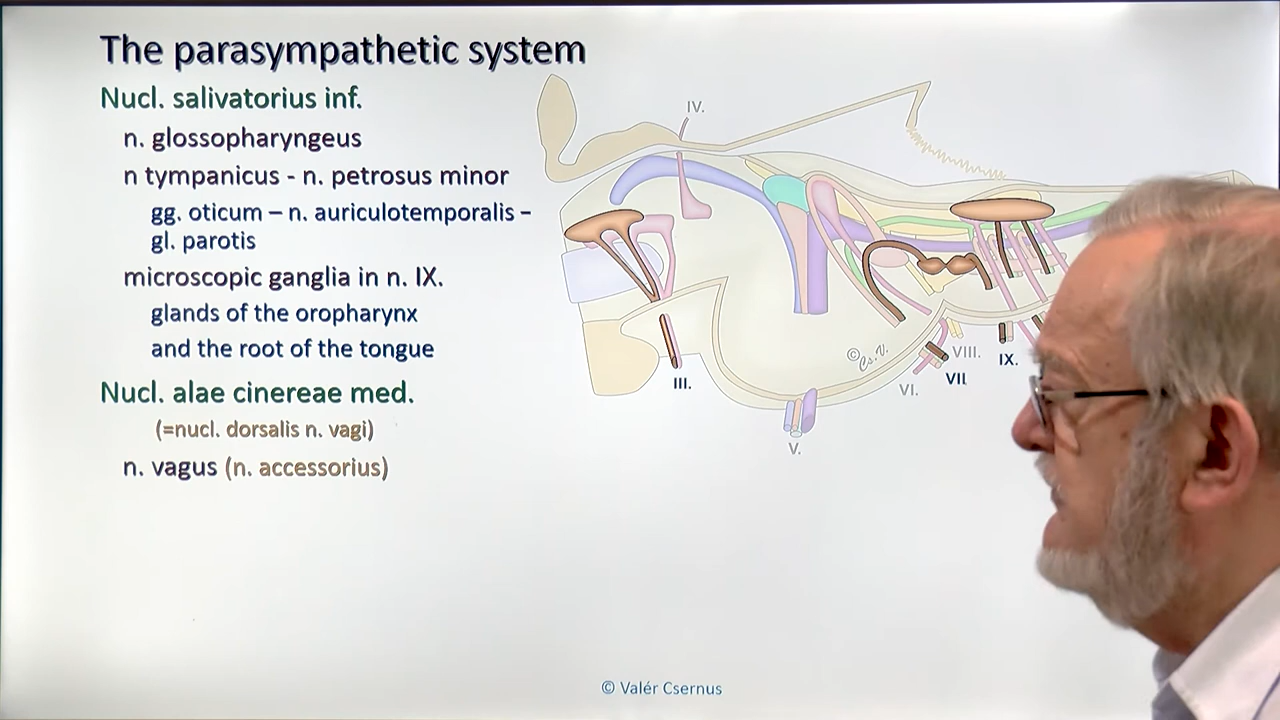 The parasympathetic system
Nucl. salivatorius inf.
n. glossopharyngeus
n tympanicus - n. petrosus minor
gg. oticum – n. auriculotemporalis –
gl. parotis
microscopic ganglia in n. IX.
glands of the oropharynx
and the root of the tongue
Nucl. alae cinereae med.
(=nucl. dorsalis n. vagi)
n. vagus (n. accessorius)
IV.
III.
V.
VI.
VII
VIII.
IX.
©Cs.V.
© Valér Csernus